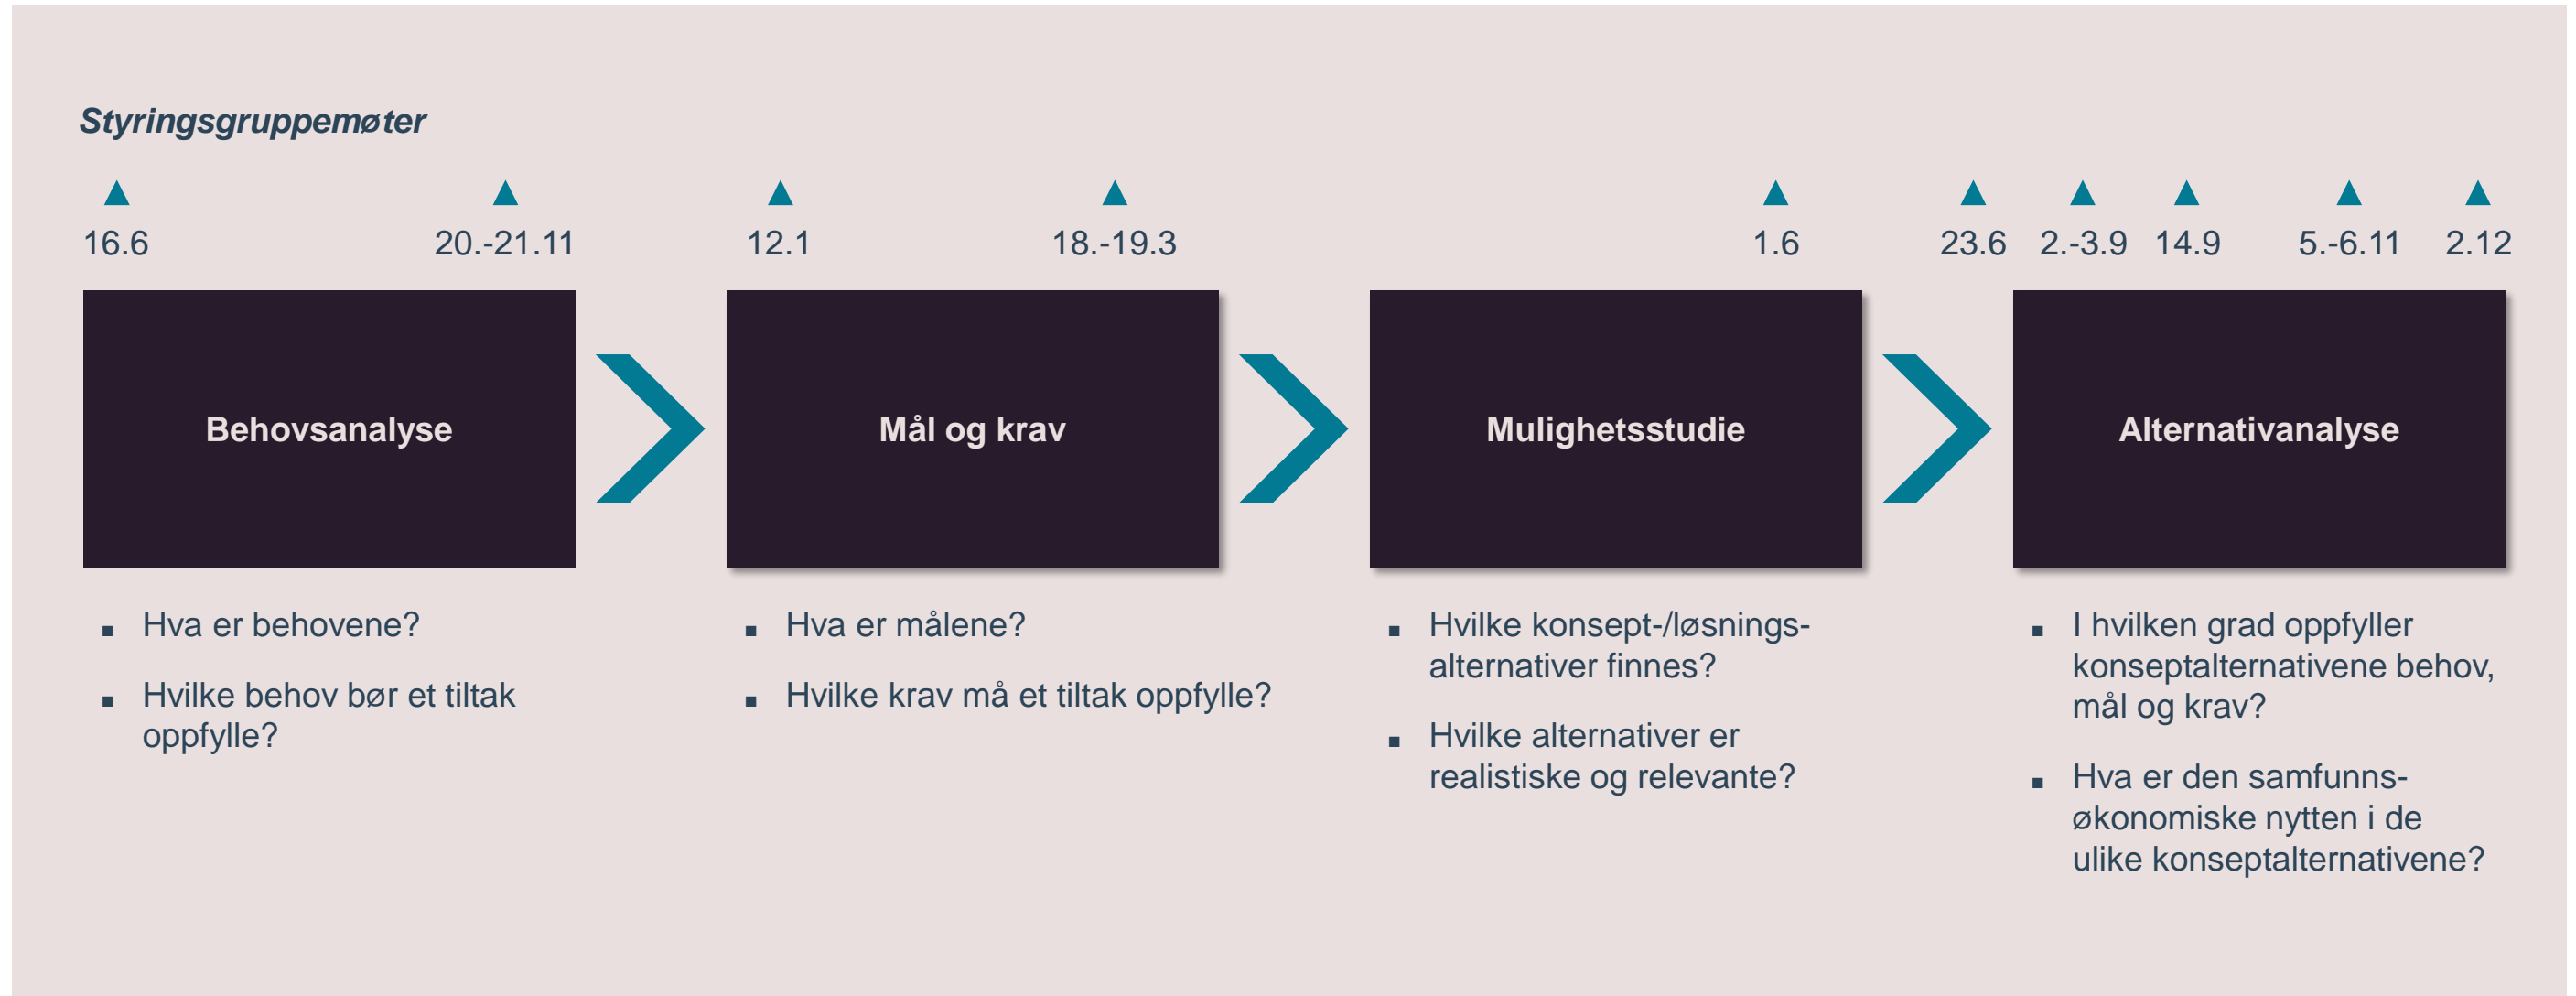 Styringsgruppemøter
16.6
20.-21.11
12.1
18.-19.3
1.6
23.6
2.-3.9
14.9
5.-6.11
2.12
Behovsanalyse
Mål og krav
Mulighetsstudie
Alternativanalyse
▪ Hva er behovene?
▪ Hvilke behov bør et tiltak
oppfylle?
▪ Hva er målene?
▪ Hvilke krav må et tiltak oppfylle?
▪ Hvilke konsept-/løsnings-
alternativer finnes?
▪ Hvilke alternativer er
realistiske og relevante?
▪ I hvilken grad oppfyller
konseptalternativene behov,
mål og krav?
▪ Hva er den samfunns-
økonomiske nytten i de
ulike konseptalternativene?